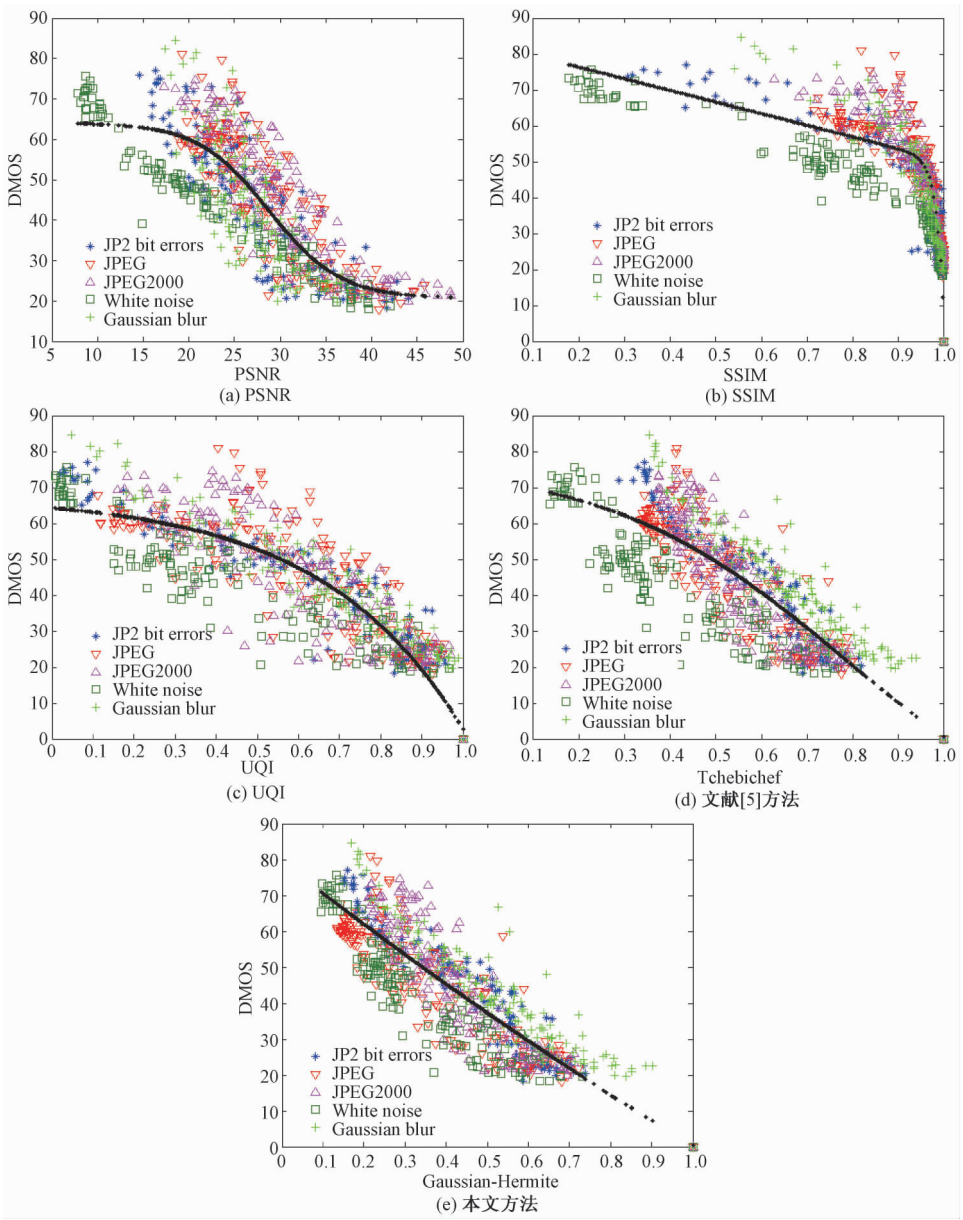 90
80
70
60
50
40
30
20
10
DMOS
JP2 bit errors
JPEG
JPEG2000
White noise
Gaussian blur
5 10 15 20 25 30 35 40 45 50
PSNR
(a) PSNR
90
80
70
60
50
40
30
20
10
0
DMOS
JP2 bit errors
JPEG
JPEG2000
White noise
Gaussian blur
0.1 0.2 0.3 0.4 0.5 0.6 0.7 0.8 0.9 1.0
SSIM
(b) SSIM
90
80
70
60
50
40
30
20
10
0
DMOS
JP2 bit errors
JPEG
JPEG2000
White noise
Gaussian blur
0 0.1 0.2 0.3 0.4 0.5 0.6 0.7 0.8 0.9 1.0
UQI
(c) UQI
90
80
70
60
50
40
30
20
10
0
DMOS
JP2 bit errors
JPEG
JPEG2000
White noise
Gaussian blur
0.1 0.2 0.3 0.4 0.5 0.6 0.7 0.8 0.9 1.0
Tchebichef
(d) 文献[5]方法
90
80
70
60
50
40
30
20
10
0
DMOS
JP2 bit errors
JPEG
JPEG2000
White noise
Gaussian blur
0 0.1 0.2 0.3 0.4 0.5 0.6 0.7 0.8 0.9 1.0
Gaussian-Hermite
(e) 本文方法